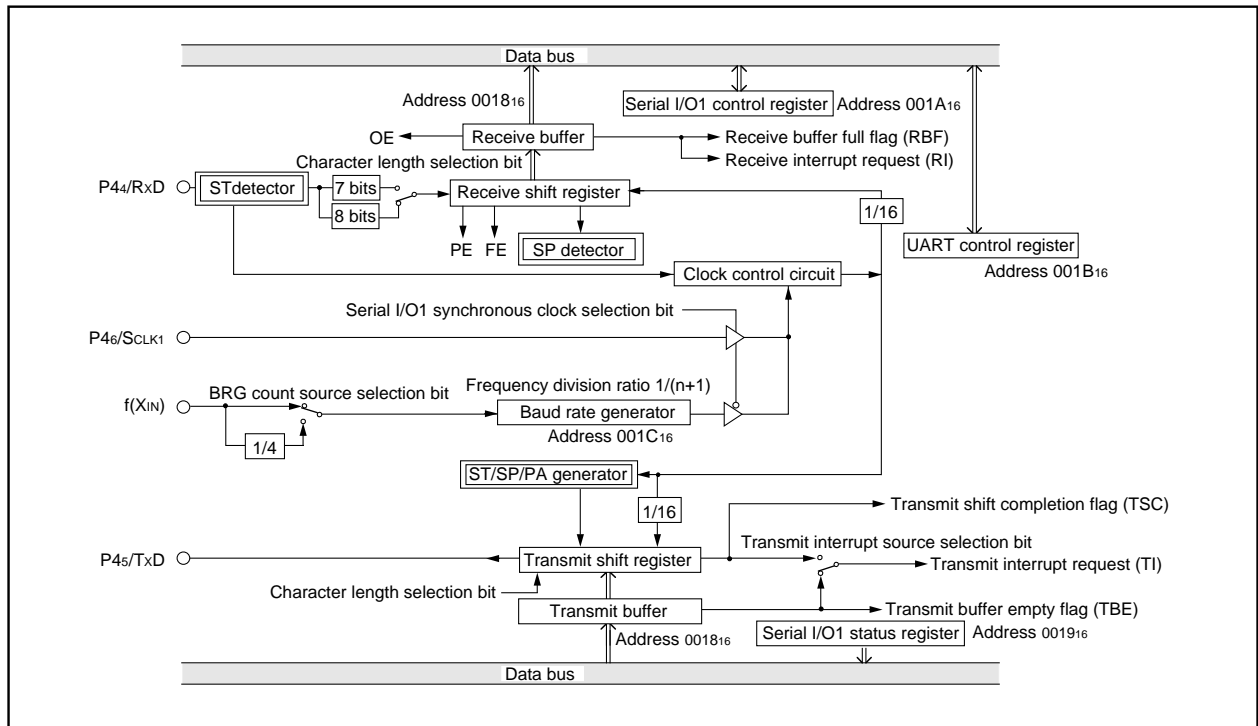 Data bus
Address 001816
Serial I/O1 control register
Address 001A16
OE
Receive buffer
Receive buffer full flag (RBF)
Receive interrupt request (RI)
Character length selection bit
P44/RXD
STdetector
7 bits
8 bits
Receive shift register
1/16
PE
FE
SP detector
UART control register
Address 001B16
Clock control circuit
Serial I/O1 synchronous clock selection bit
P46/SCLK1
BRG count source selection bit
Frequency division ratio 1/(n+1)
f(XIN)
Baud rate generator
Address 001C16
1/4
ST/SP/PA generator
1/16
Transmit shift completion flag (TSC)
Transmit interrupt source selection bit
P45/TXD
Transmit shift register
Transmit interrupt request (TI)
Character length selection bit
Transmit buffer
Transmit buffer empty flag (TBE)
Address 001816
Serial I/O1 status register
Address 001916
Data bus